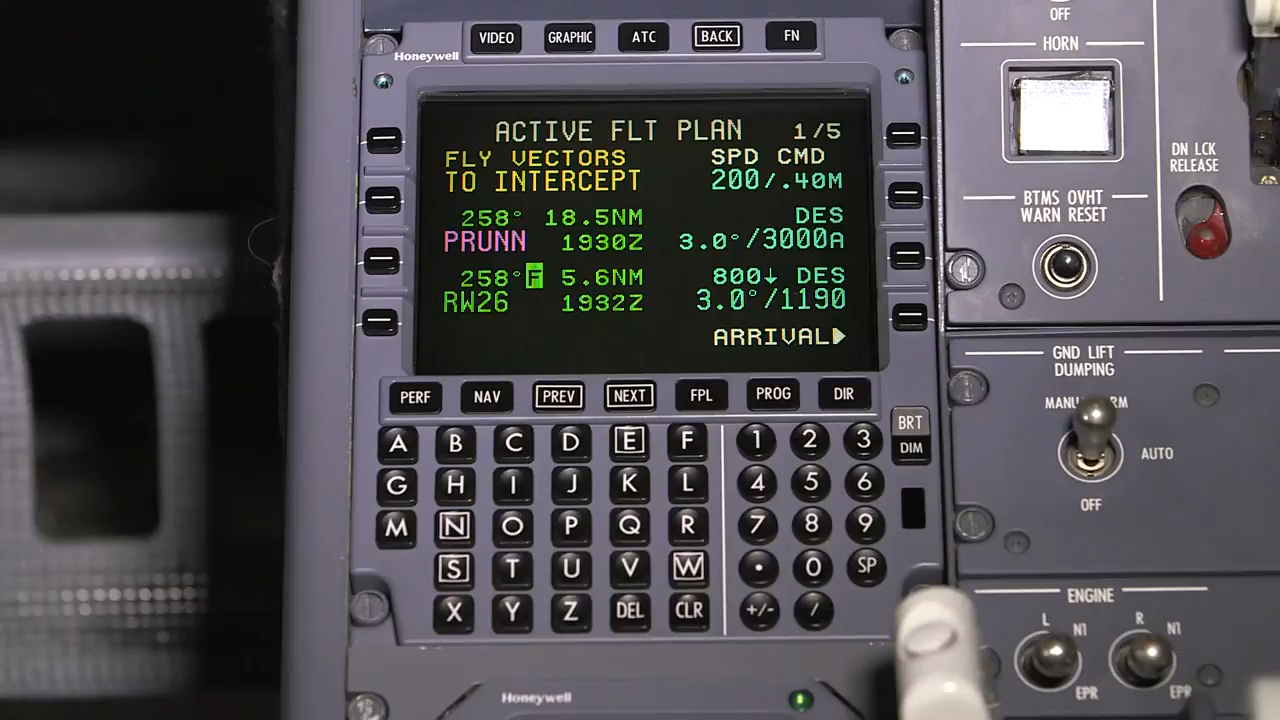 VIDEO GRAPHIC ATC BACK FN
Honeywell
ACTIVE FLT PLAN 1/5
FLY VECTORS SPD CMD
TO INTERCEPT 200/.40M
258° 18.5NM DES
PRUNN 1930Z 3.0°/3000A
258° F 5.6NM 800↓ DES
RW26 1932Z 3.0°/1190
ARRIVAL▶
PERF NAV PREV NEXT FPL PROG DIR
BRT
DIM
A B C D E F 1 2 3
G H I J K L 4 5 6
M N O P Q R 7 8 9
S T U V W • 0 SP
X Y Z DEL CLR +/- /
Honeywell
OFF
HORN
DN LCK
RELEASE
BTMS OVHT
WARN RESET
GND LIFT
DUMPING
AUTO
OFF
ENGINE
L N1 R N1
EPR EPR